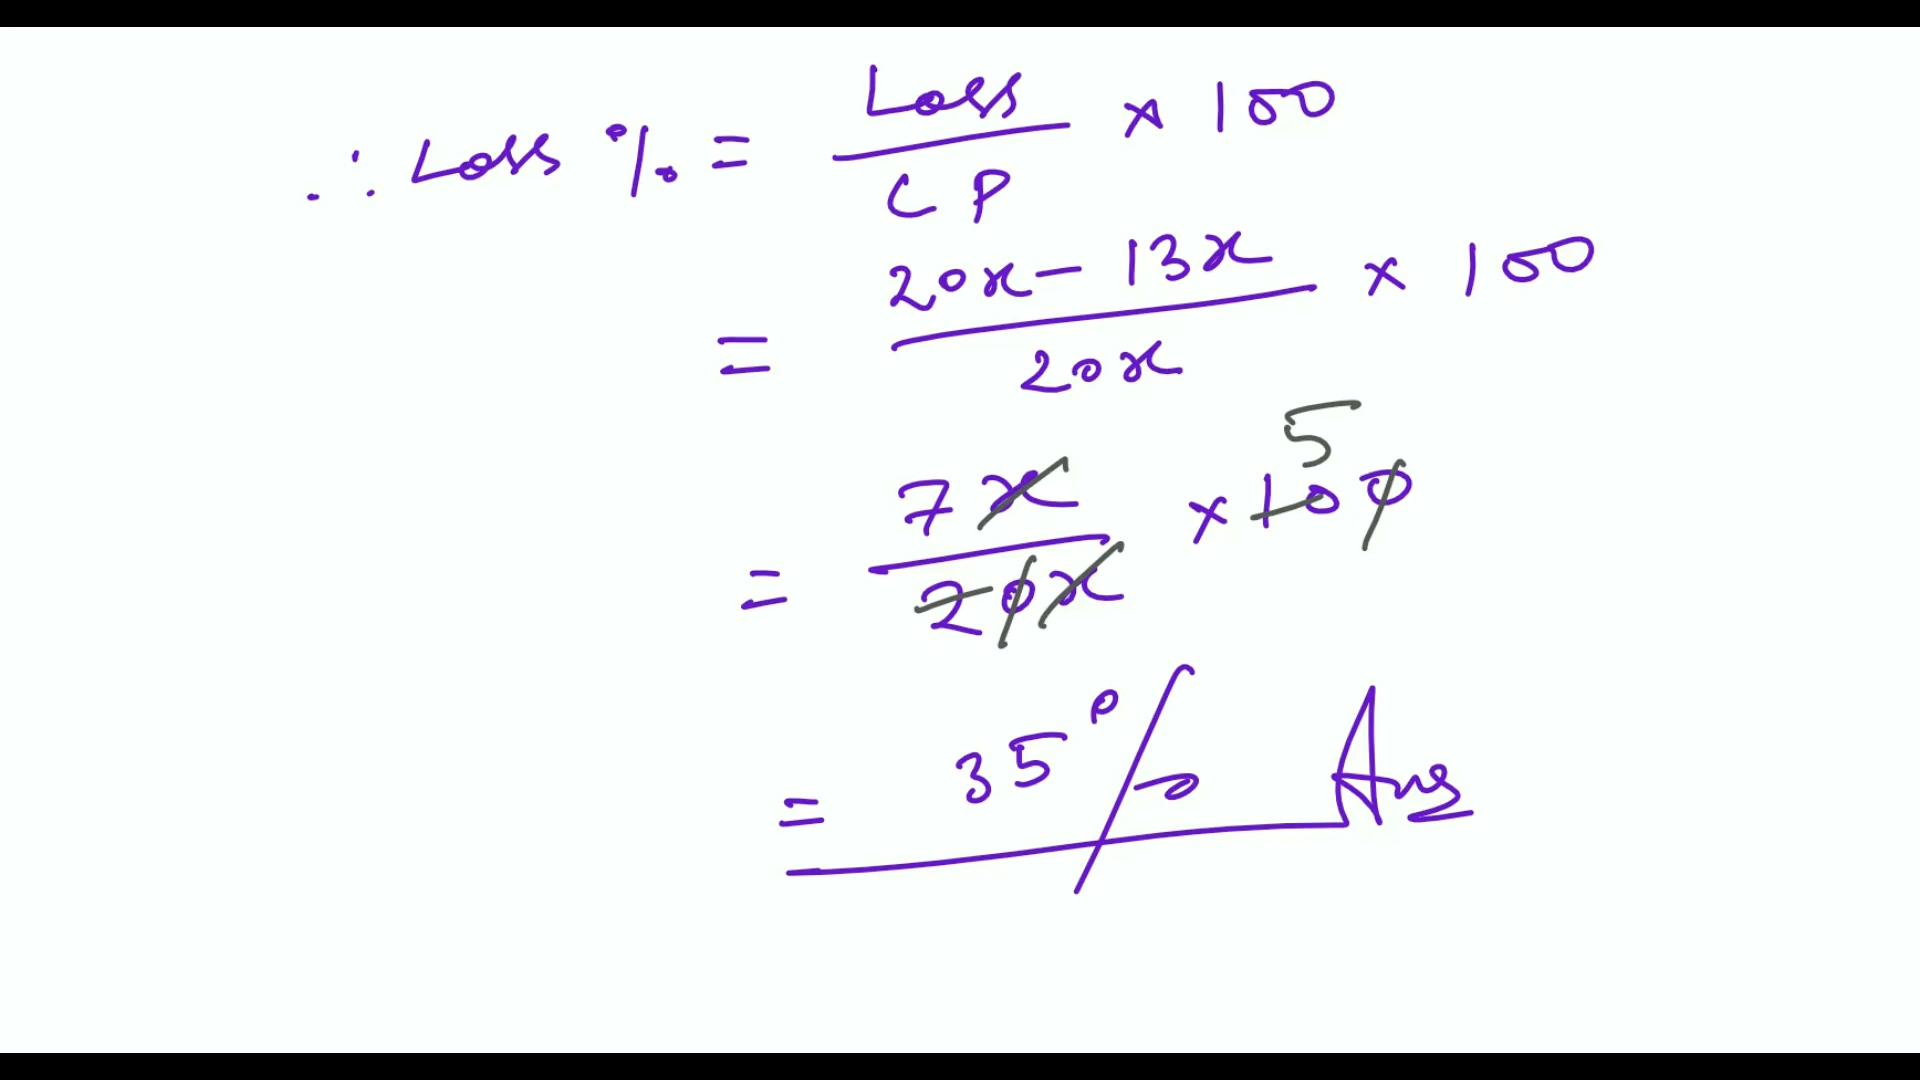 ∴ Loss % = Loss/CP × 100
= 20x - 13x/20x × 100
= 7x/20x × 100 5
= 35% Ans